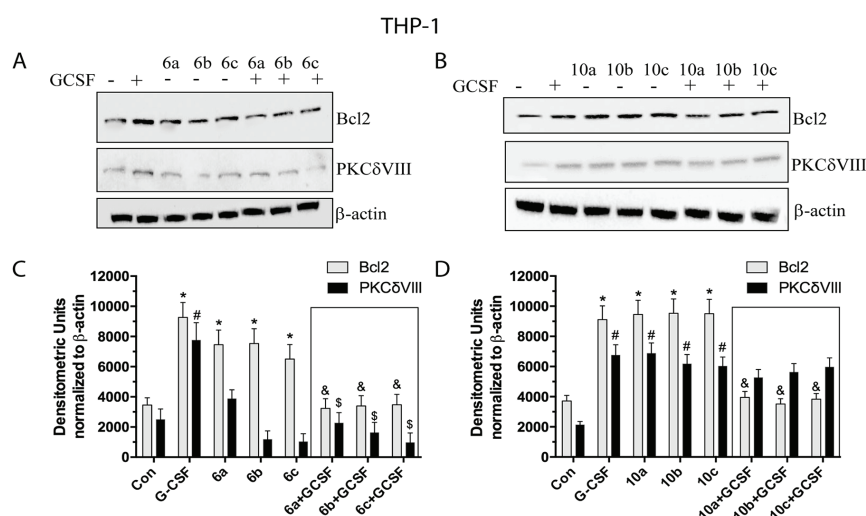 THP-1
A
6a 6b 6c 6a 6b 6c
GCSF - + - - - + + +
Bcl2
PKCδVIII
β-actin
B
10a 10b 10c 10a 10b 10c
GCSF - + - - - + + +
Bcl2
PKCδVIII
β-actin
C
Bcl2
PKCδVIII
Densitometric Units
normalized to β-actin
12000
10000
8000
6000
4000
2000
0
* # * * * & $ & $ & $
Con G-CSF 6a 6b 6c 6a+GCSF 6b+GCSF 6c+GCSF
D
Bcl2
PKCδVIII
Densitometric Units
normalized to β-actin
12000
10000
8000
6000
4000
2000
0
* # * # * # * # & & &
Con G-CSF 10a 10b 10c 10a+GCSF 10b+GCSF 10c+GCSF